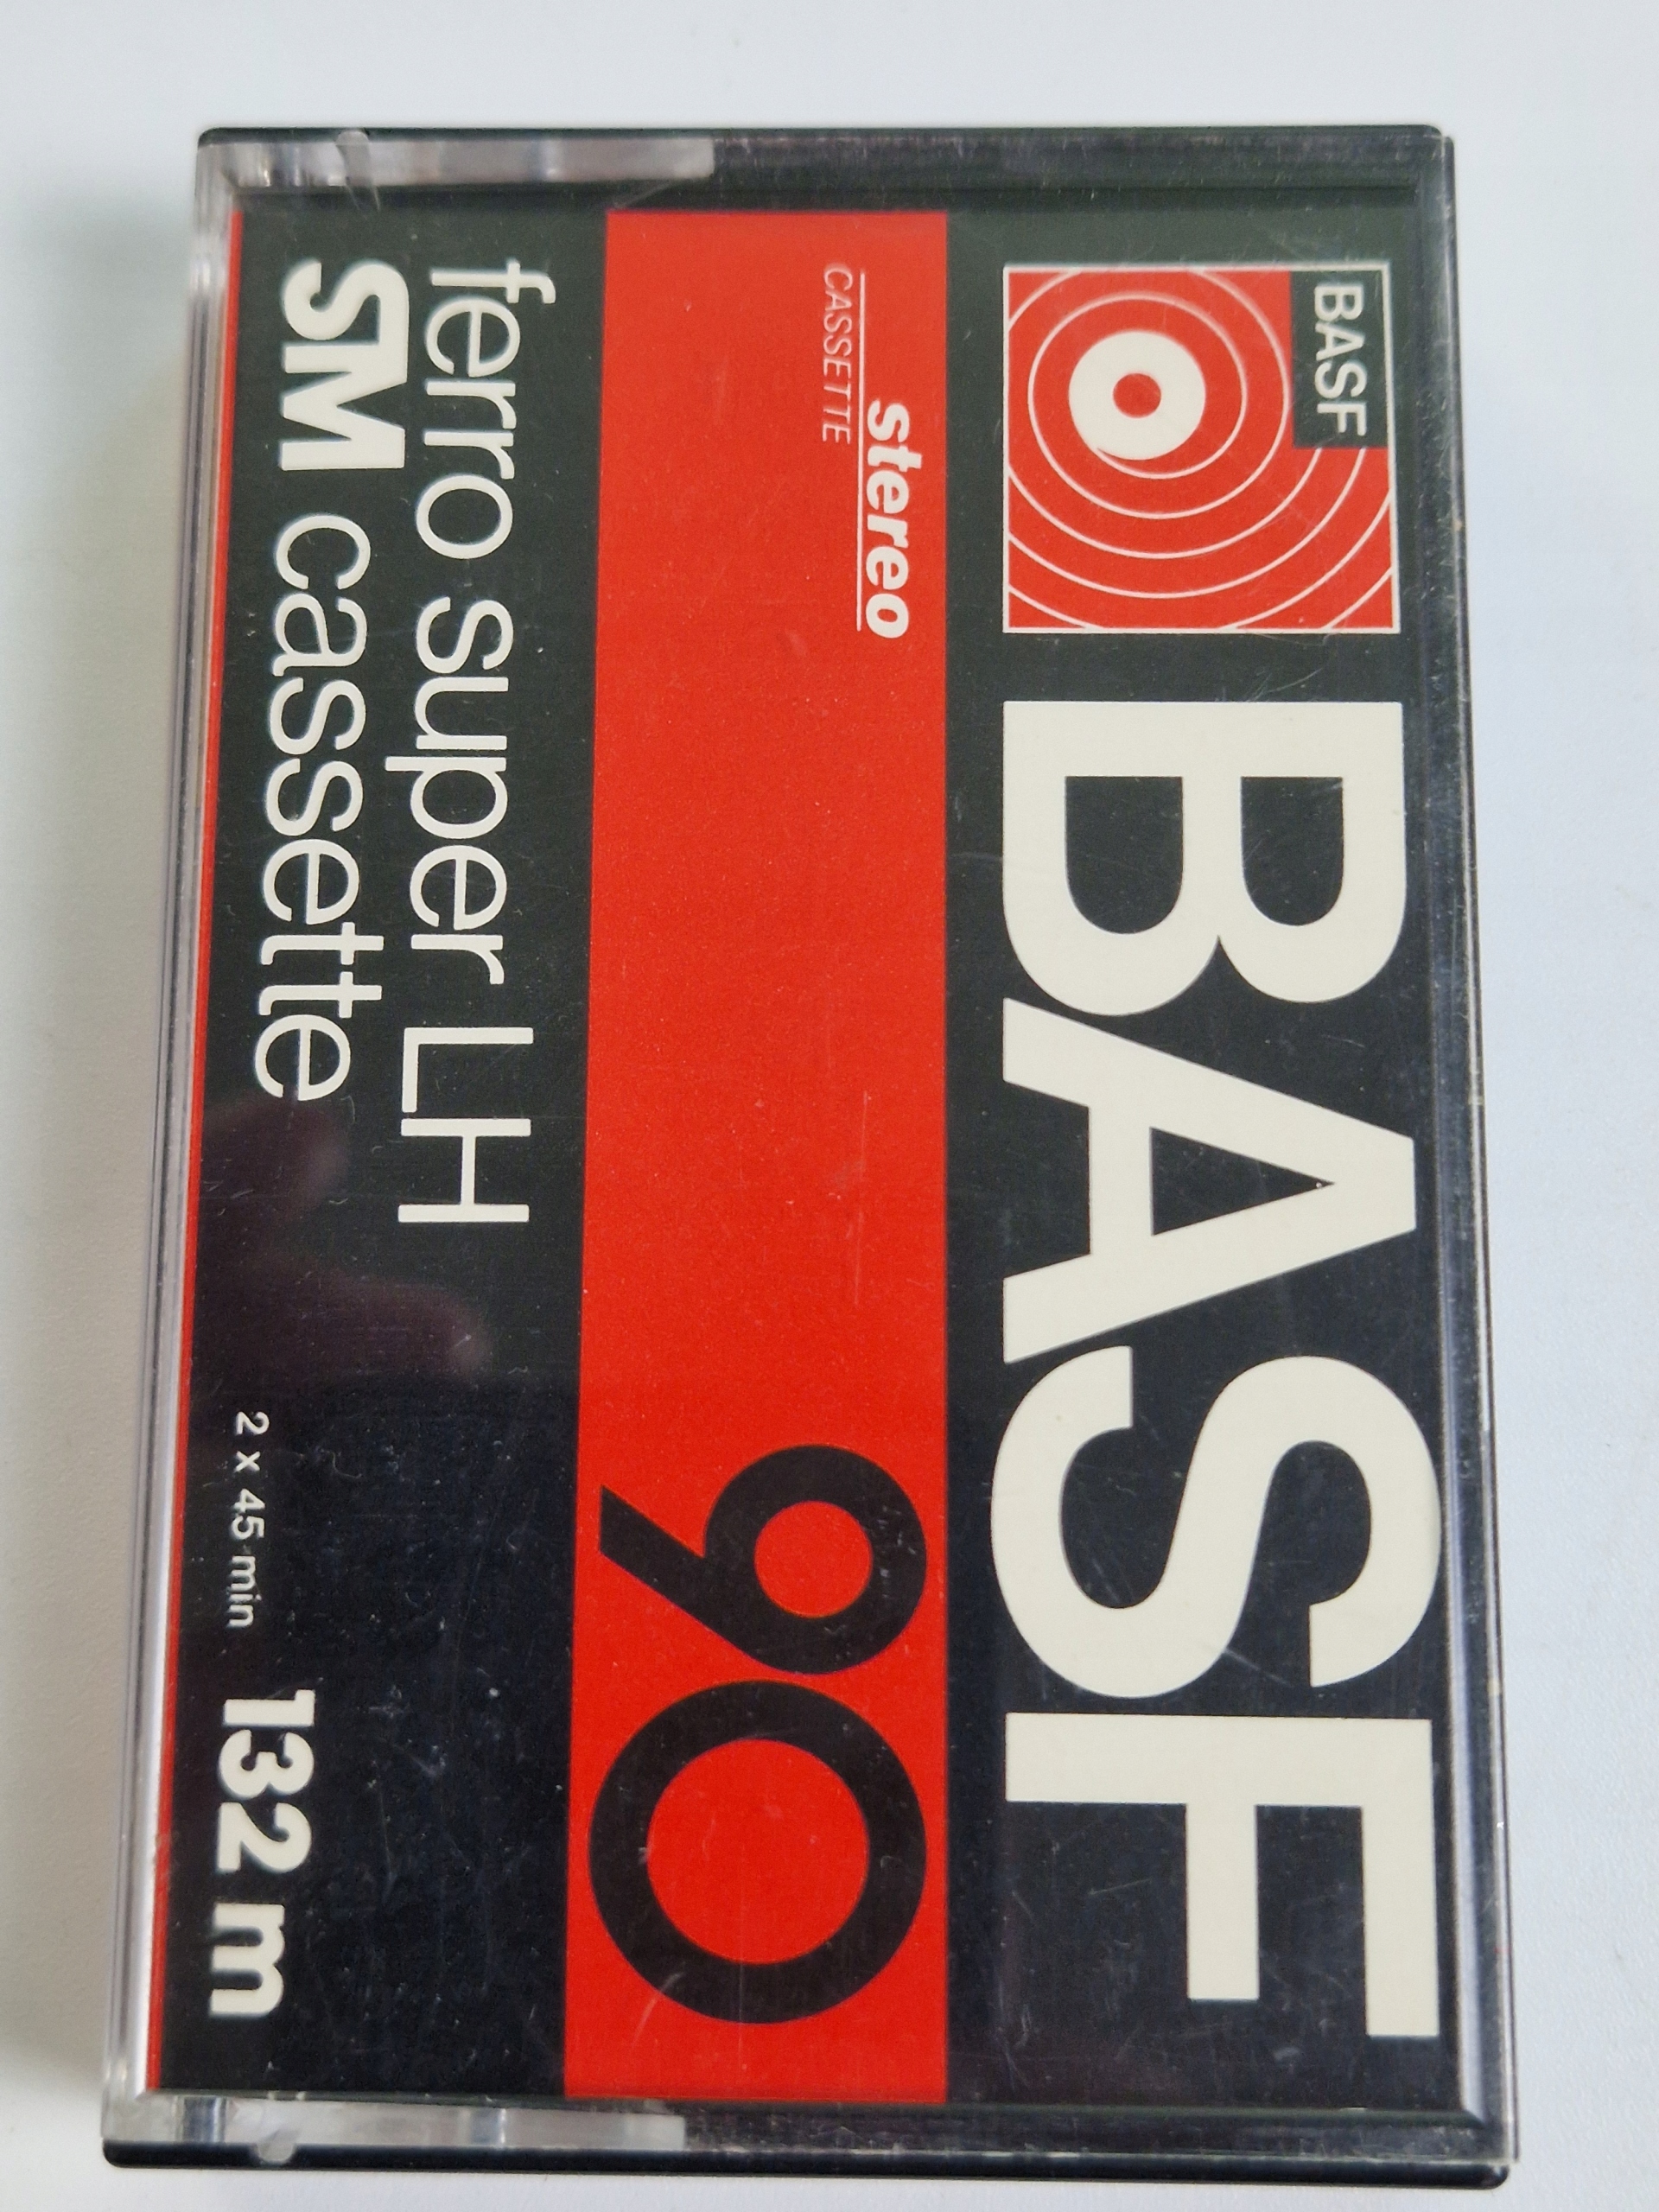 BASF
BASF
stereo
CASSETTE
90
ferro super LH
SM cassette
2 x 45 min 132 m